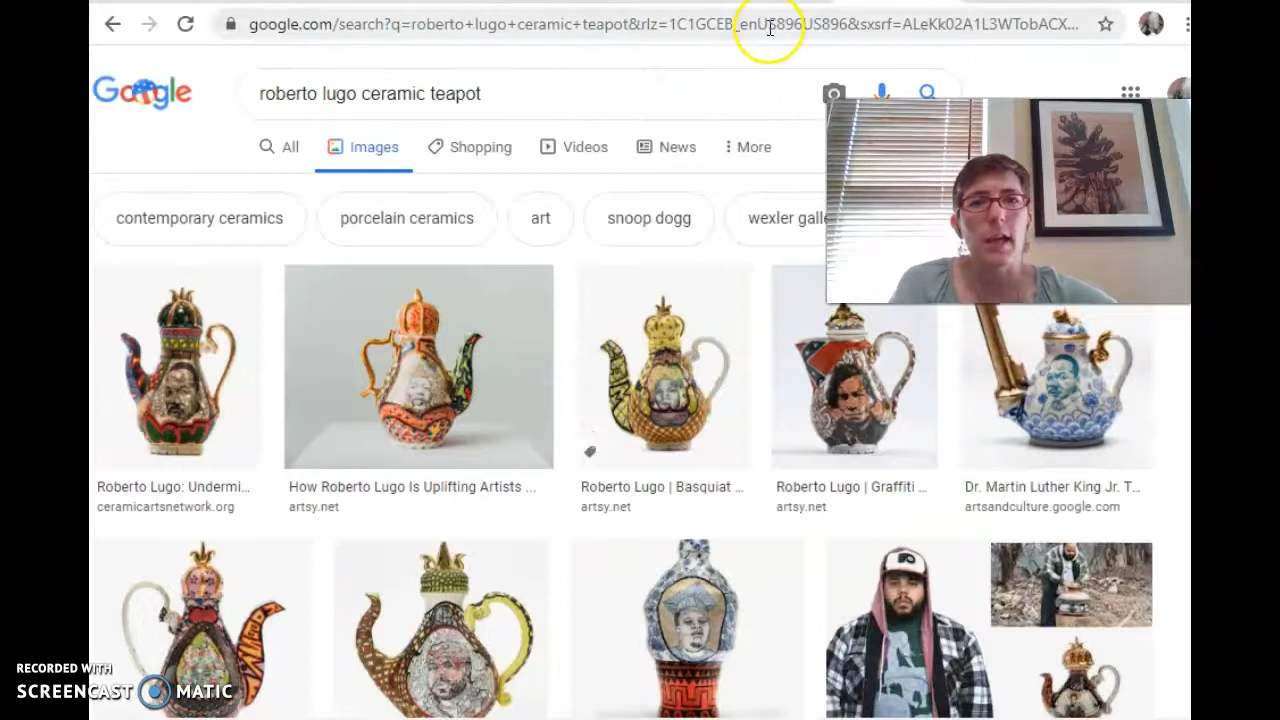 google.com/search?q=roberto+lugo+ceramic+teapot&rlz=1C1GCEB_enUS896US896&sxsrf=ALeKk02A1L3WTobACX...
Google
roberto lugo ceramic teapot
All Images Shopping Videos News More
contemporary ceramics porcelain ceramics art snoop dogg wexler galle
Roberto Lugo: Undermi... How Roberto Lugo Is Uplifting Artists ... Roberto Lugo | Basquiat ... Roberto Lugo | Graffiti ... Dr. Martin Luther King Jr. T...
ceramicartsnetwork.org artsy.net artsy.net artsy.net artsandculture.google.com
RECORDED WITH
SCREENCAST MATIC